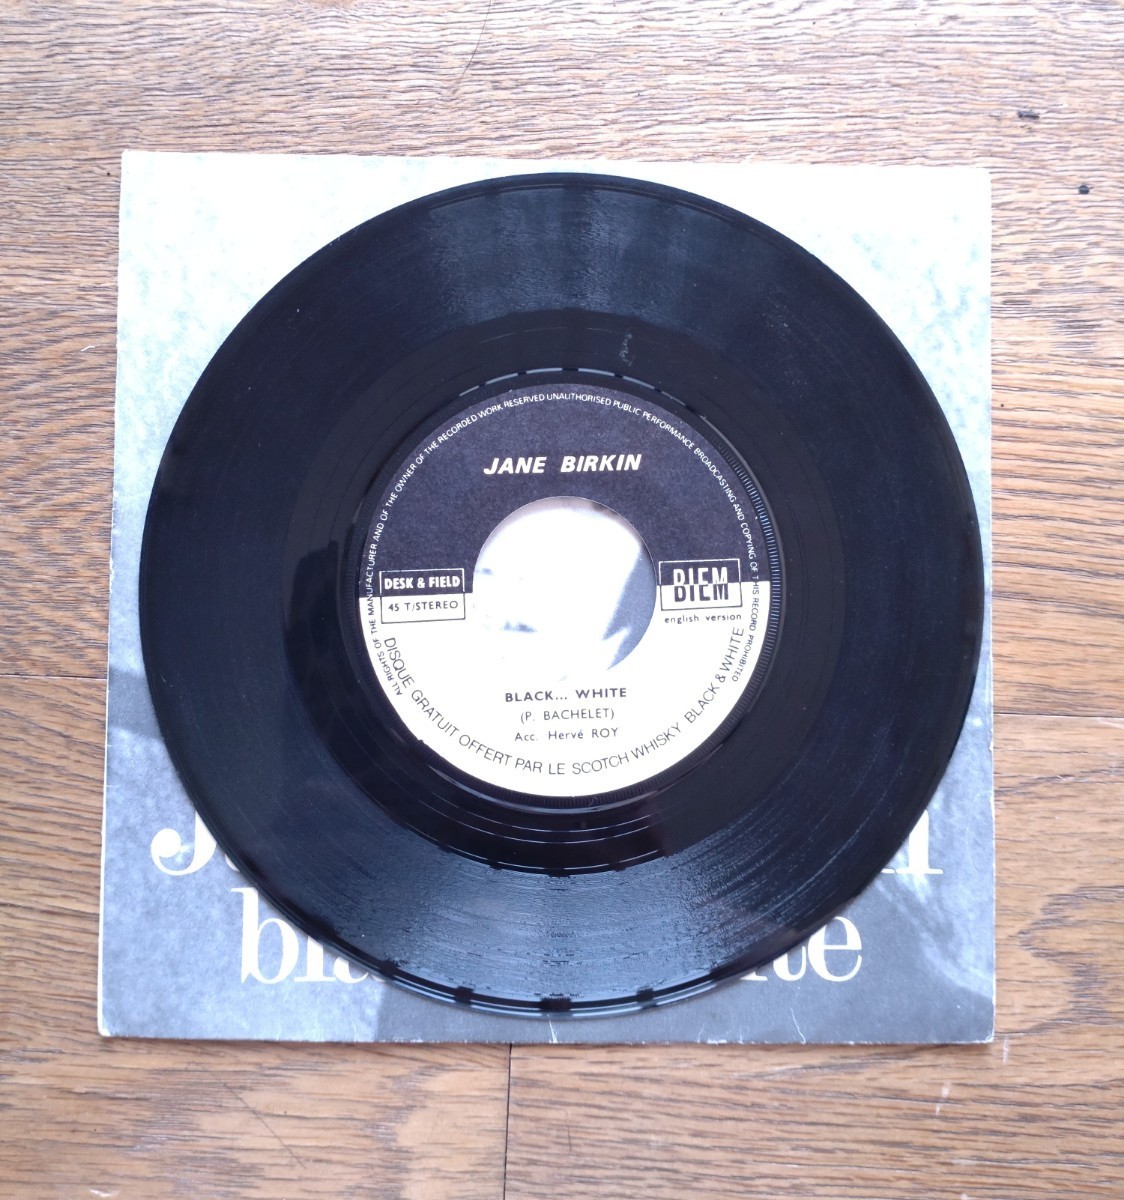 ALL RIGHTS OF THE MANUFACTURER AND OF THE OWNER OF THE RECORDED WORK RESERVED UNAUTHORISED PUBLIC PERFORMANCE BROADCASTING AND COPYING OF THIS RECORD PROHIBITED
JANE BIRKIN
DESK & FIELD
45 T/STEREO
BIEM
english version
BLACK... WHITE
(P. BACHELET)
Acc. Hervé ROY
DISQUE GRATUIT OFFERT PAR LE SCOTCH WHISKY BLACK & WHITE